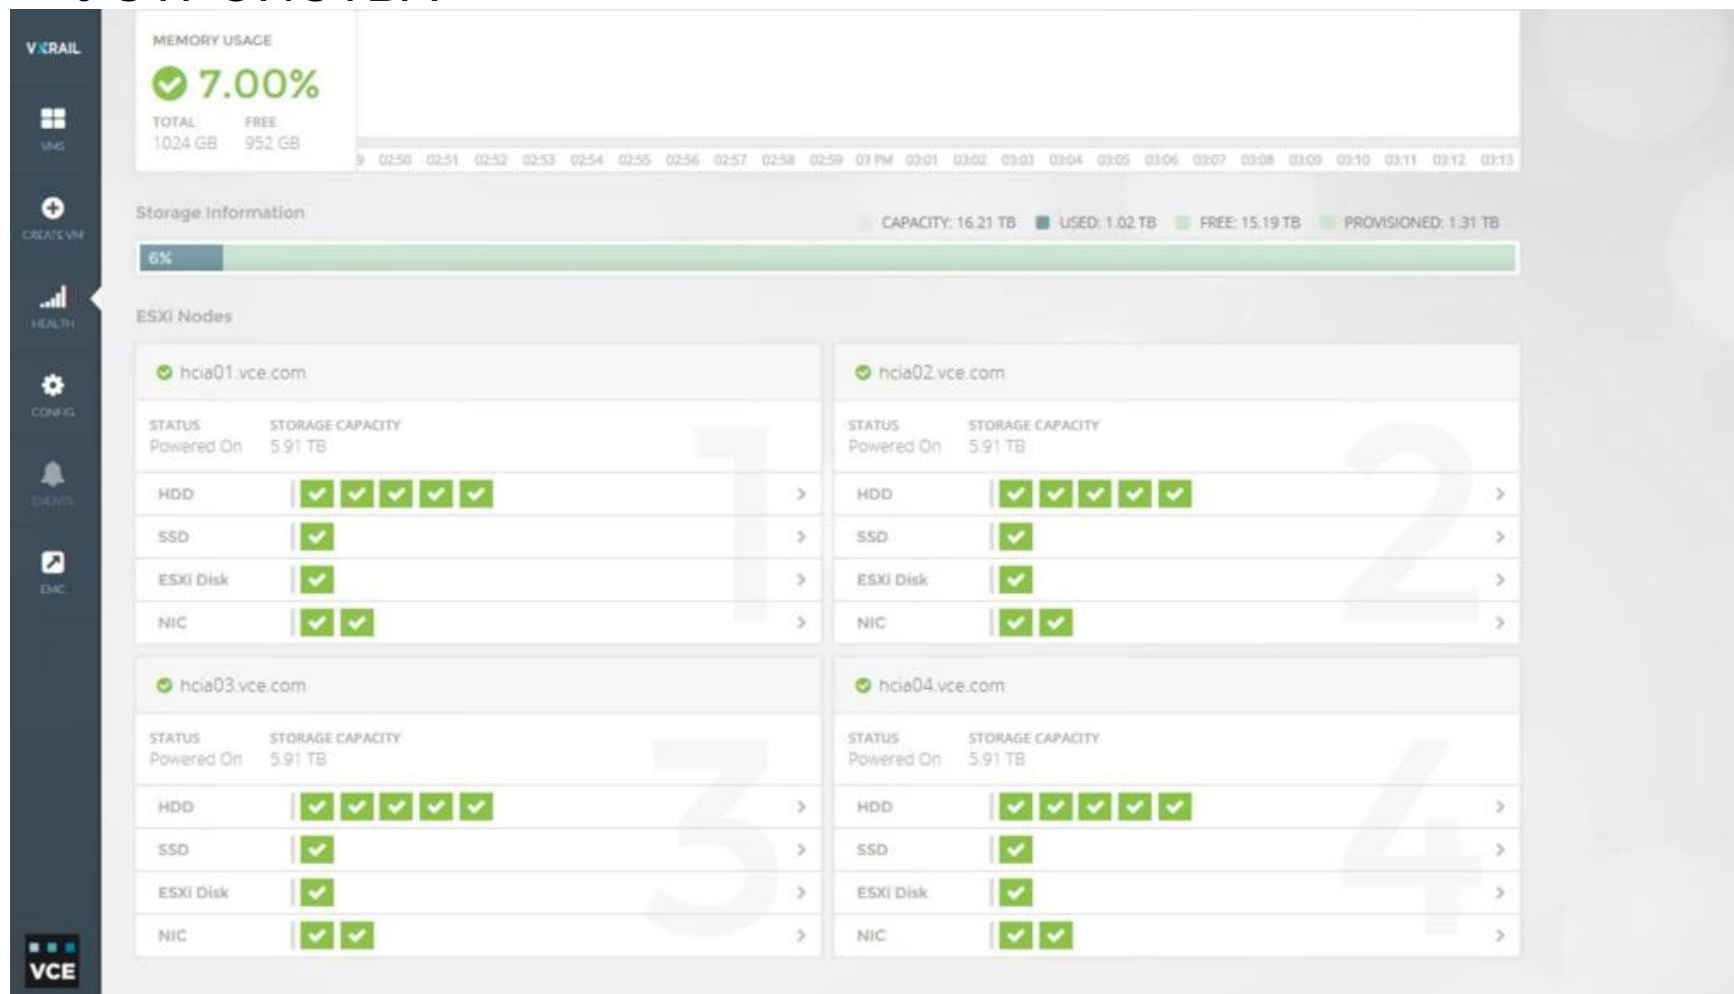 VXRAIL
VMS
CREATE VM
HEALTH
CONFIG
EVENTS
EMC
VCE
MEMORY USAGE
7.00%
TOTAL FREE
1024 GB 952 GB
9 02:50 02:51 02:52 02:53 02:54 02:55 02:56 02:57 02:58 02:59 03 PM 03:01 03:02 03:03 03:04 03:05 03:06 03:07 03:08 03:09 03:10 03:11 03:12 03:13
Storage Information
CAPACITY: 16.21 TB USED: 1.02 TB FREE: 15.19 TB PROVISIONED: 1.31 TB
6%
ESXi Nodes
hcia01.vce.com
1
STATUS STORAGE CAPACITY
Powered On 5.91 TB
HDD
SSD
ESXi Disk
NIC
hcia02.vce.com
2
STATUS STORAGE CAPACITY
Powered On 5.91 TB
HDD
SSD
ESXi Disk
NIC
hcia03.vce.com
3
STATUS STORAGE CAPACITY
Powered On 5.91 TB
HDD
SSD
ESXi Disk
NIC
hcia04.vce.com
4
STATUS STORAGE CAPACITY
Powered On 5.91 TB
HDD
SSD
ESXi Disk
NIC